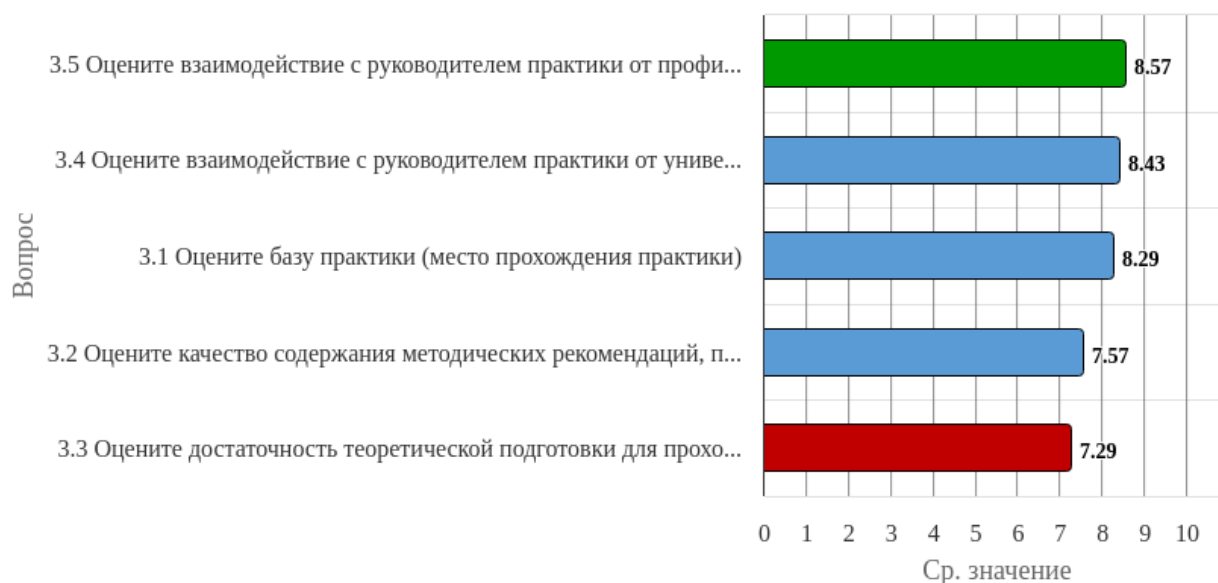 3.5 Оцените взаимодействие с руководителем практики от профи...
8.57
3.4 Оцените взаимодействие с руководителем практики от униве...
8.43
3.1 Оцените базу практики (место прохождения практики)
8.29
3.2 Оцените качество содержания методических рекомендаций, п...
7.57
3.3 Оцените достаточность теоретической подготовки для прохо...
7.29
Вопрос
0 1 2 3 4 5 6 7 8 9 10
Ср. значение